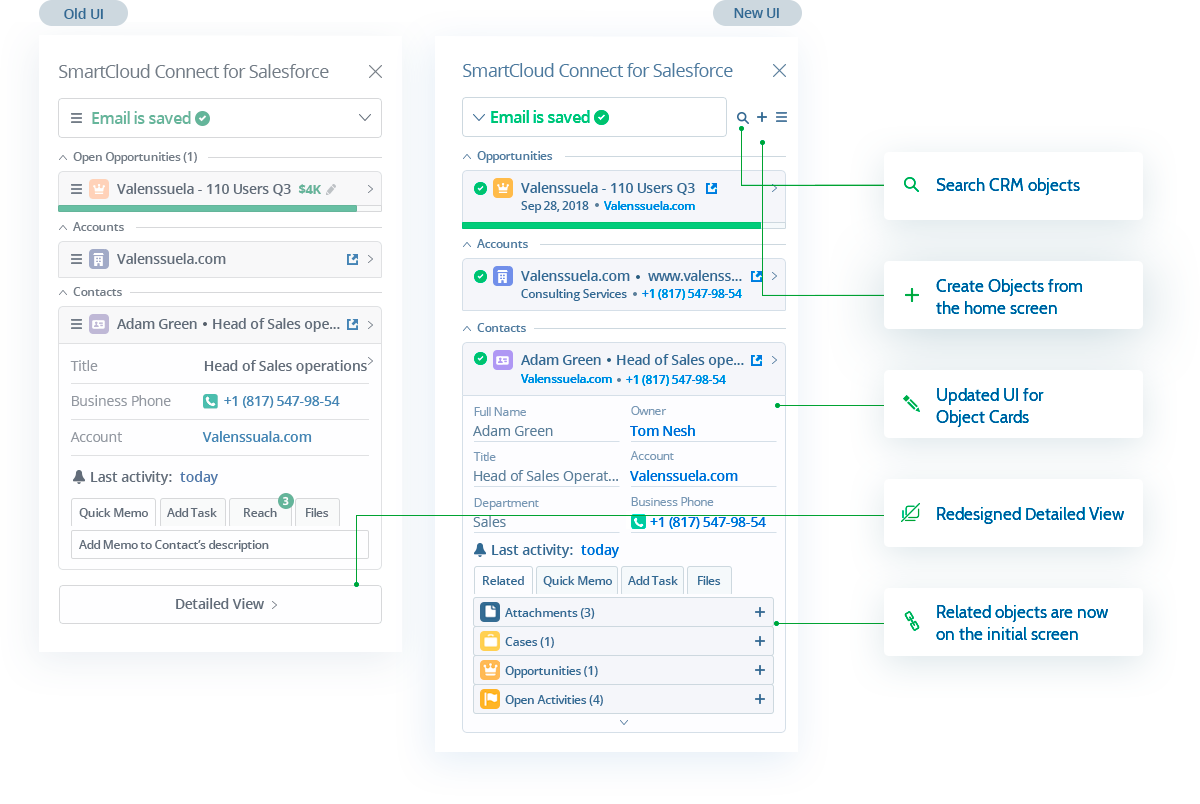 Old UI
SmartCloud Connect for Salesforce
Email is saved
Open Opportunities (1)
Valenssuela - 110 Users Q3 $4K
Accounts
Valenssuela.com
Contacts
Adam Green • Head of Sales ope...
Title Head of Sales operations
Business Phone +1 (817) 547-98-54
Account Valenssuala.com
Last activity: today
Quick Memo Add Task Reach 3 Files
Add Memo to Contact's description
Detailed View
New UI
SmartCloud Connect for Salesforce
Email is saved
Opportunities
Valenssuela - 110 Users Q3
Sep 28, 2018 • Valenssuela.com
Accounts
Valenssuela.com • www.valenss...
Consulting Services • +1 (817) 547-98-54
Contacts
Adam Green • Head of Sales ope...
Valenssuela.com • +1 (817) 547-98-54
Full Name Owner
Adam Green Tom Nesh
Title Account
Head of Sales Operat... Valenssuela.com
Department Business Phone
Sales +1 (817) 547-98-54
Last activity: today
Related Quick Memo Add Task Files
Attachments (3)
Cases (1)
Opportunities (1)
Open Activities (4)
Search CRM objects
Create Objects from
the home screen
Updated UI for
Object Cards
Redesigned Detailed View
Related objects are now
on the initial screen